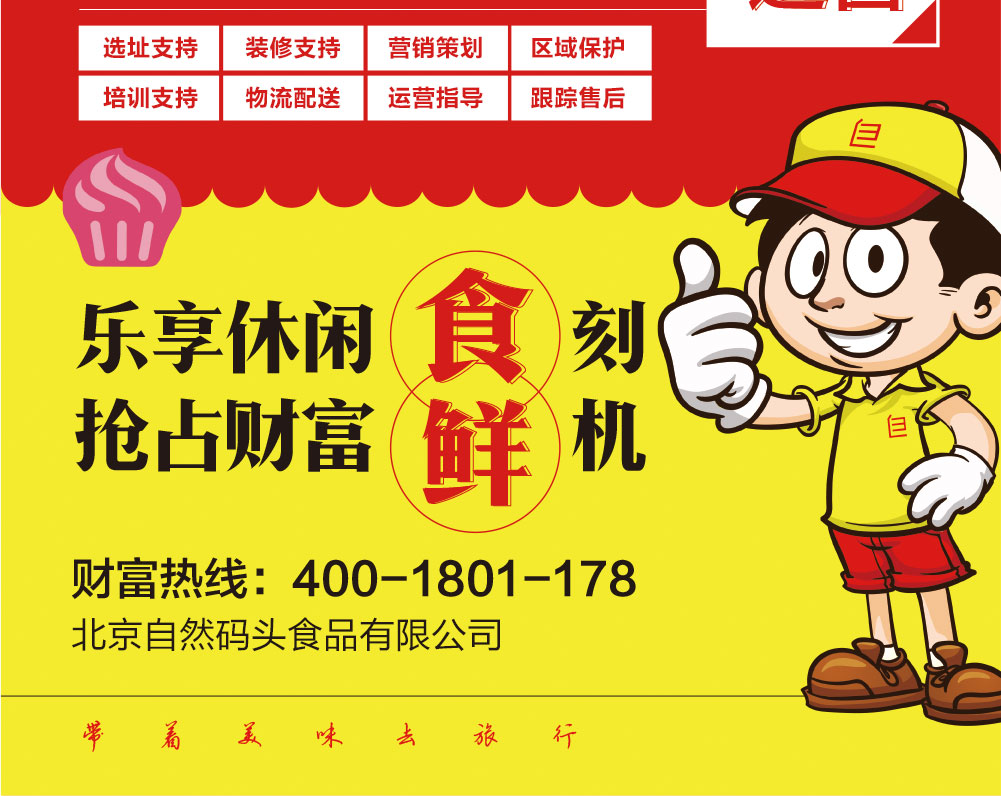 选址支持 装修支持 营销策划 区域保护
培训支持 物流配送 运营指导 跟踪售后
乐享休闲食刻
抢占财富鲜机
财富热线：400-1801-178
北京自然码头食品有限公司
带着美味去旅行